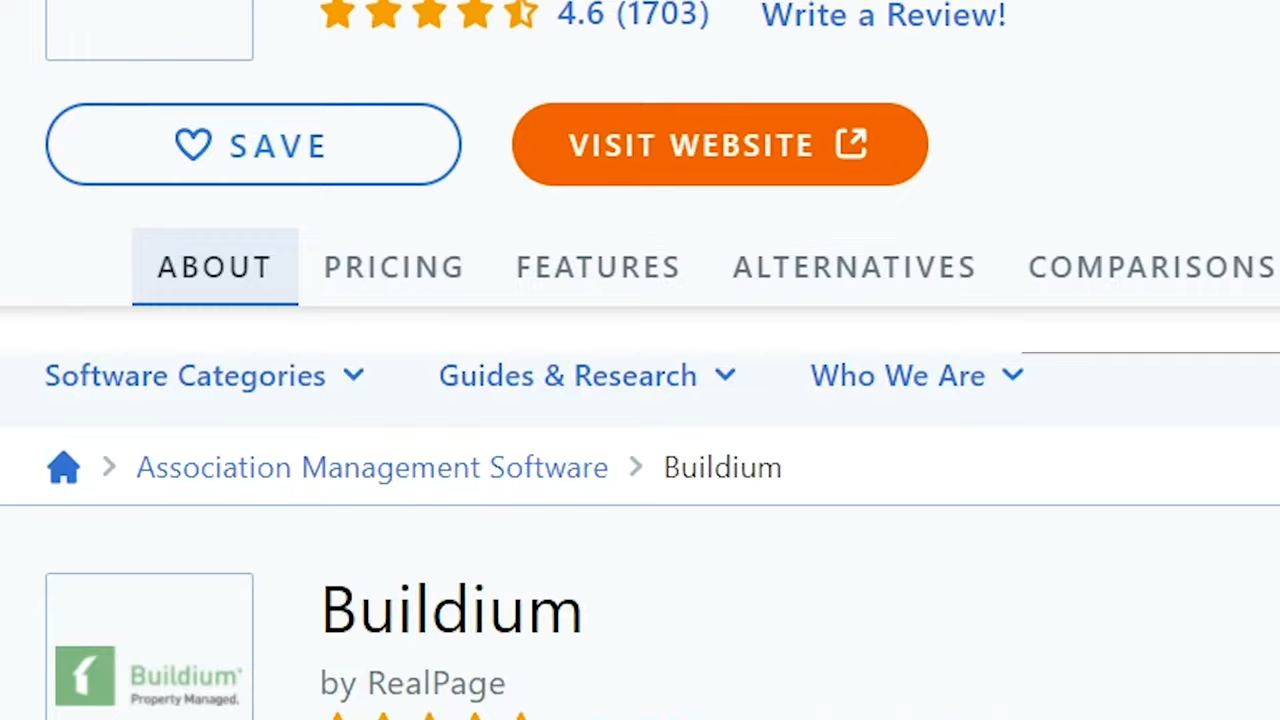 4.6 (1703) Write a Review!
SAVE VISIT WEBSITE
ABOUT PRICING FEATURES ALTERNATIVES COMPARISONS
Software Categories Guides & Research Who We Are
Association Management Software Buildium
Buildium
by RealPage
Buildium
Property Managed.